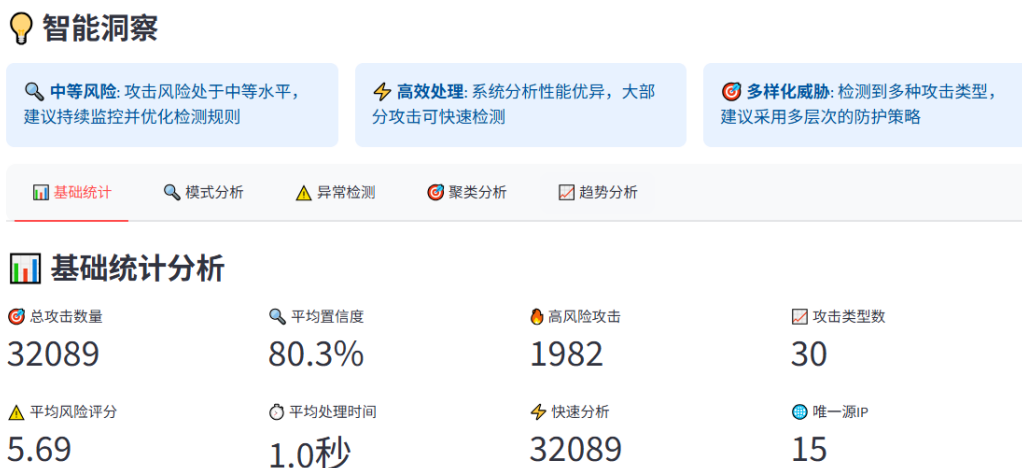 智能洞察
中等风险: 攻击风险处于中等水平，
建议持续监控并优化检测规则
高效处理: 系统分析性能优异，大部
分攻击可快速检测
多样化威胁: 检测到多种攻击类型，
建议采用多层次的防护策略
基础统计 模式分析 异常检测 聚类分析 趋势分析
基础统计分析
总攻击数量 平均置信度 高风险攻击 攻击类型数
32089 80.3% 1982 30
平均风险评分 平均处理时间 快速分析 唯一源IP
5.69 1.0秒 32089 15